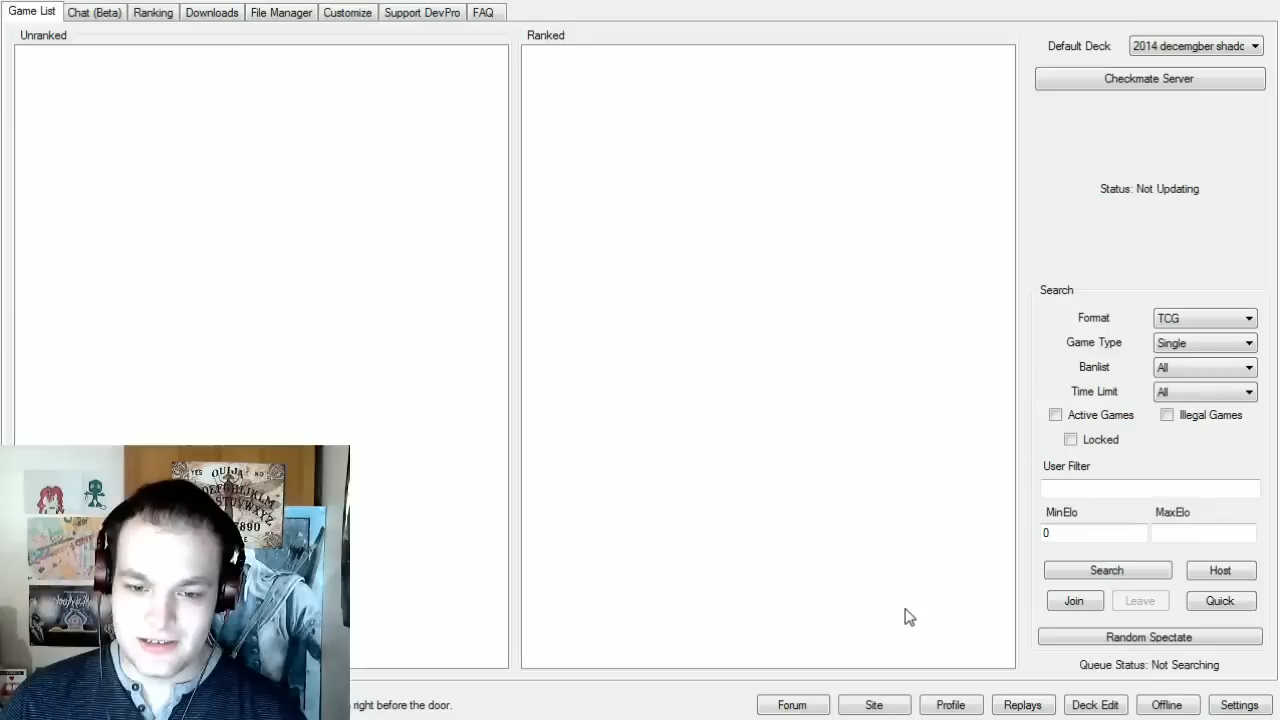 Game List Chat (Beta) Ranking Downloads File Manager Customize Support DevPro FAQ
Unranked
Ranked
Default Deck 2014 decemgber shadc
Checkmate Server
Status: Not Updating
Search
Format TCG
Game Type Single
Banlist All
Time Limit All
Active Games Illegal Games
Locked
User Filter
MinElo MaxElo
0
Search Host
Join Leave Quick
Random Spectate
Queue Status: Not Searching
YES OUIJA NO
right before the door.
Forum Site Profile Replays Deck Edit Offline Settings